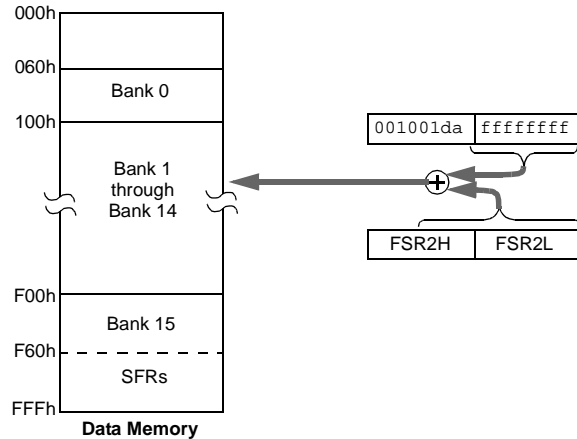 000h
060h
Bank 0
100h
001001da ffffffff
Bank 1
through
Bank 14
FSR2H FSR2L
F00h
Bank 15
F60h
SFRs
FFFh
Data Memory